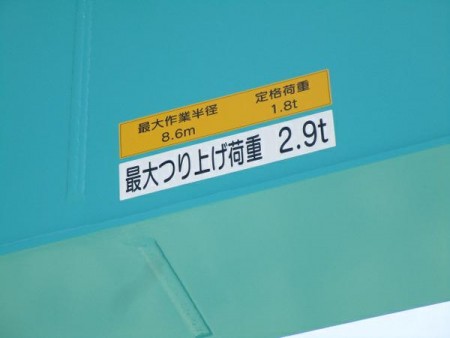 最大作業半径 定格荷重
8.6m 1.8t
最大つり上げ荷重 2.9t